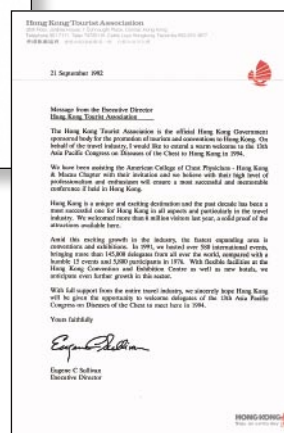 Hong Kong Tourist Association
21 September 1992
Message from the Executive Director
Hong Kong Tourist Association
The Hong Kong Tourist Association is the official Hong Kong Government
sponsored body for the promotion of tourism and conventions to Hong Kong. On
behalf of the travel industry, I would like to extend a warm welcome to the 13th
Asia Pacific Congress on Diseases of the Chest to Hong Kong in 1994.
We have been assisting the American College of Chest Physicians - Hong Kong
& Macau Chapter with their invitation and we believe with their high level of
professionalism and enthusiasm will ensure a most successful and memorable
conference if held in Hong Kong.
Hong Kong is a unique and exciting destination and the past decade has been a
most successful one for Hong Kong in all aspects and particularly in the travel
industry. We welcomed more than 6 million visitors last year, a solid proof of the
attractions available here.
Amid this exciting growth in the industry, the fastest expanding area is
conventions and exhibitions. In 1991, we hosted over 500 international events,
bringing more than 145,000 delegates from all over the world, compared with a
humble 15 events and 5,800 participants in 1976. With flexible facilities at the
Hong Kong Convention and Exhibition Centre as well as new hotels, we
anticipate even further growth in this sector.
With full support from the entire travel industry, we sincerely hope Hong Kong
will be given the opportunity to welcome delegates of the 13th Asia Pacific
Congress on Diseases of the Chest to meet here in 1994.
Yours faithfully
Eugene Sullivan
Eugene C Sullivan
Executive Director
HONG KONG